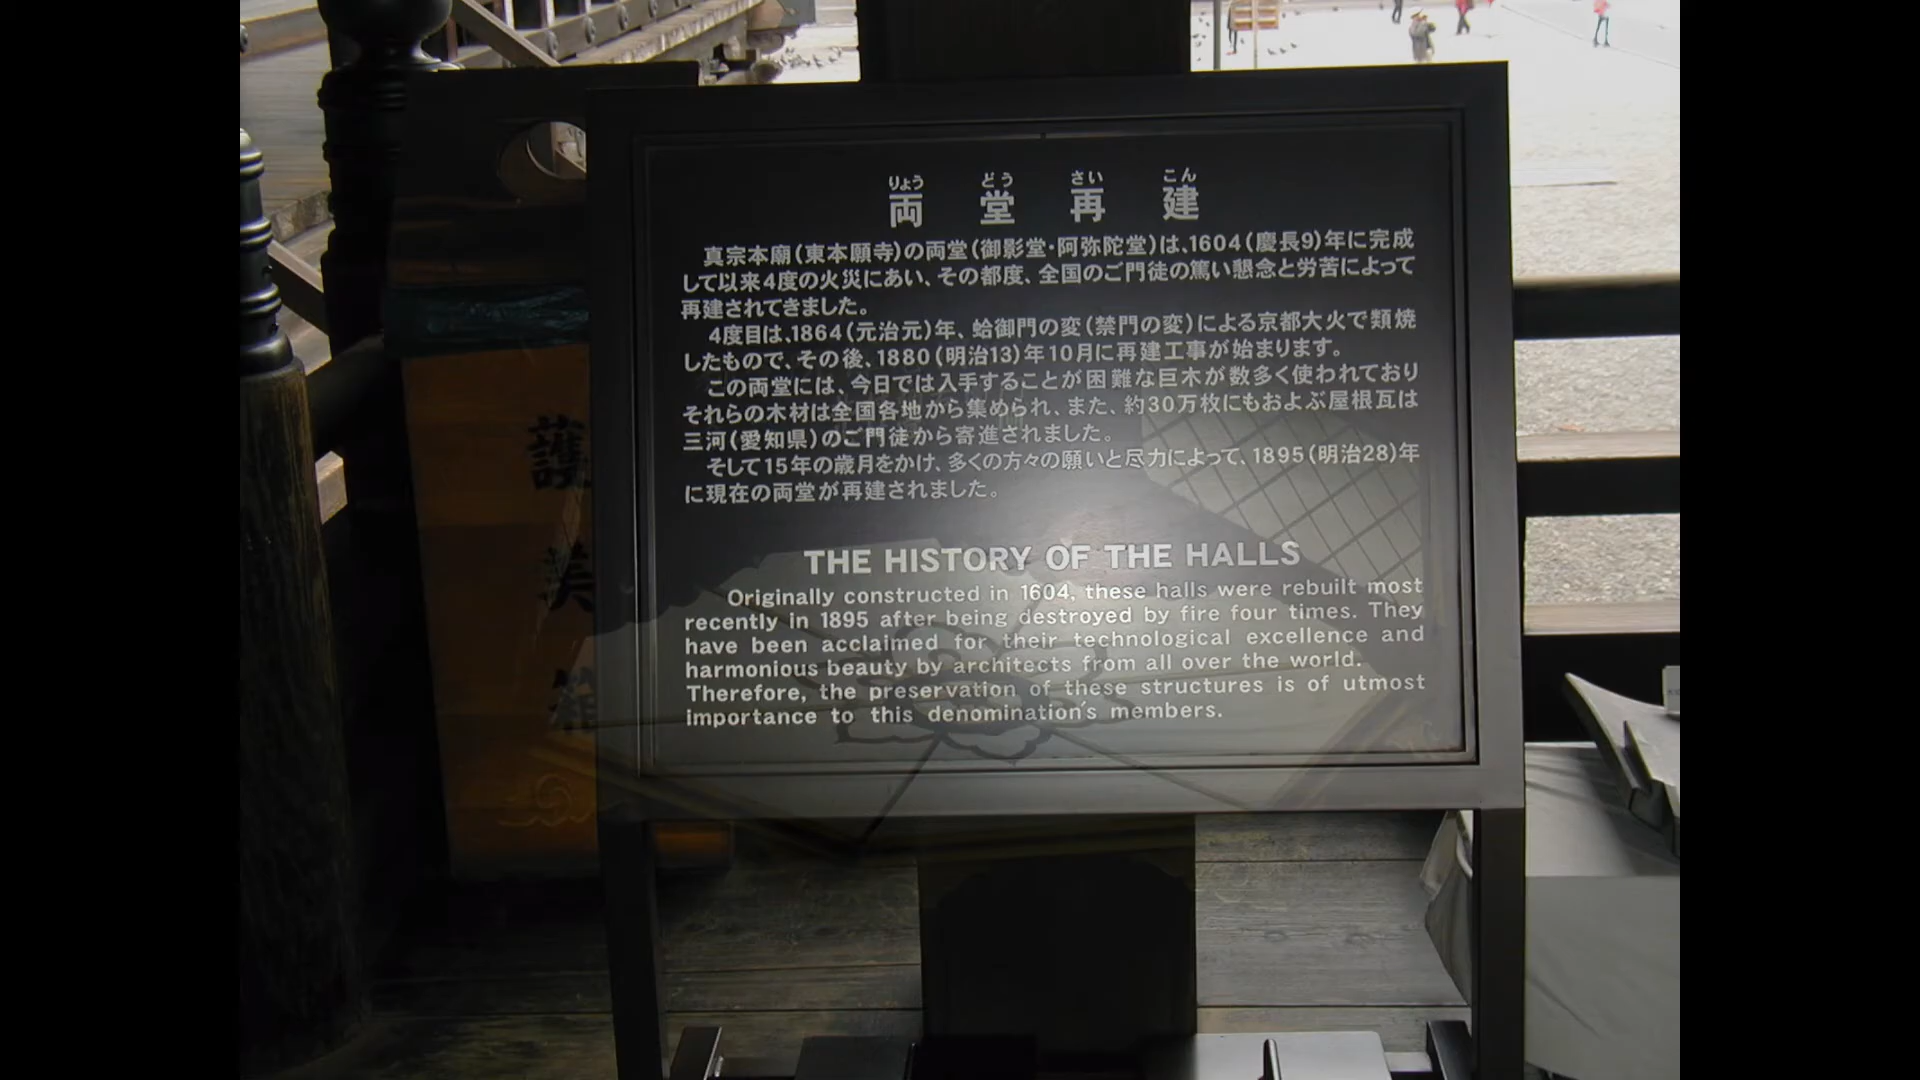 りょう どう さい こん
両堂再建
真宗本廟(東本願寺)の両堂(御影堂・阿弥陀堂)は、1604(慶長9)年に完成
して以来4度の火災にあい、その都度、全国のご門徒の篤い懇念と労苦によって
再建されてきました。
4度目は、1864(元治元)年、蛤御門の変(禁門の変)による京都大火で類焼
したもので、その後、1880(明治13)年10月に再建工事が始まります。
この両堂には、今日では入手することが困難な巨木が数多く使われており
それらの木材は全国各地から集められ、また、約30万枚にもおよぶ屋根瓦は
三河(愛知県)のご門徒から寄進されました。
そして15年の歳月をかけ、多くの方々の願いと尽力によって、1895(明治28)年
に現在の両堂が再建されました。
THE HISTORY OF THE HALLS
Originally constructed in 1604, these halls were rebuilt most
recently in 1895 after being destroyed by fire four times. They
have been acclaimed for their technological excellence and
harmonious beauty by architects from all over the world.
Therefore, the preservation of these structures is of utmost
importance to this denomination's members.